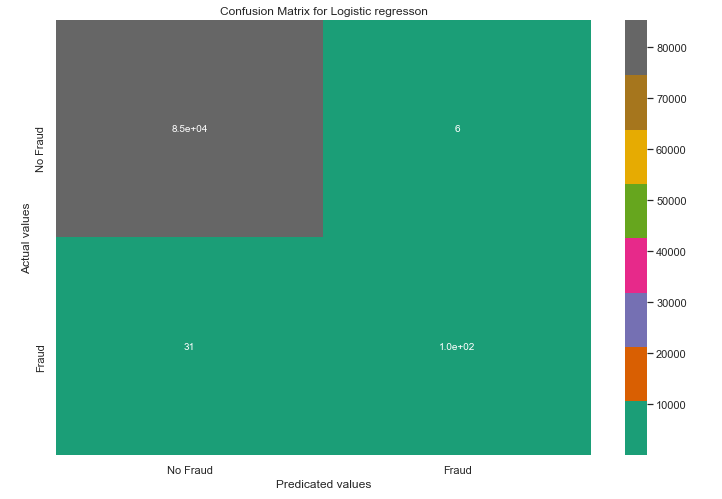 Confusion Matrix for Logistic regresson
Actual values
No Fraud
Fraud
8.5e+04
6
31
1.0e+02
No Fraud
Fraud
Predicated values
80000
70000
60000
50000
40000
30000
20000
10000